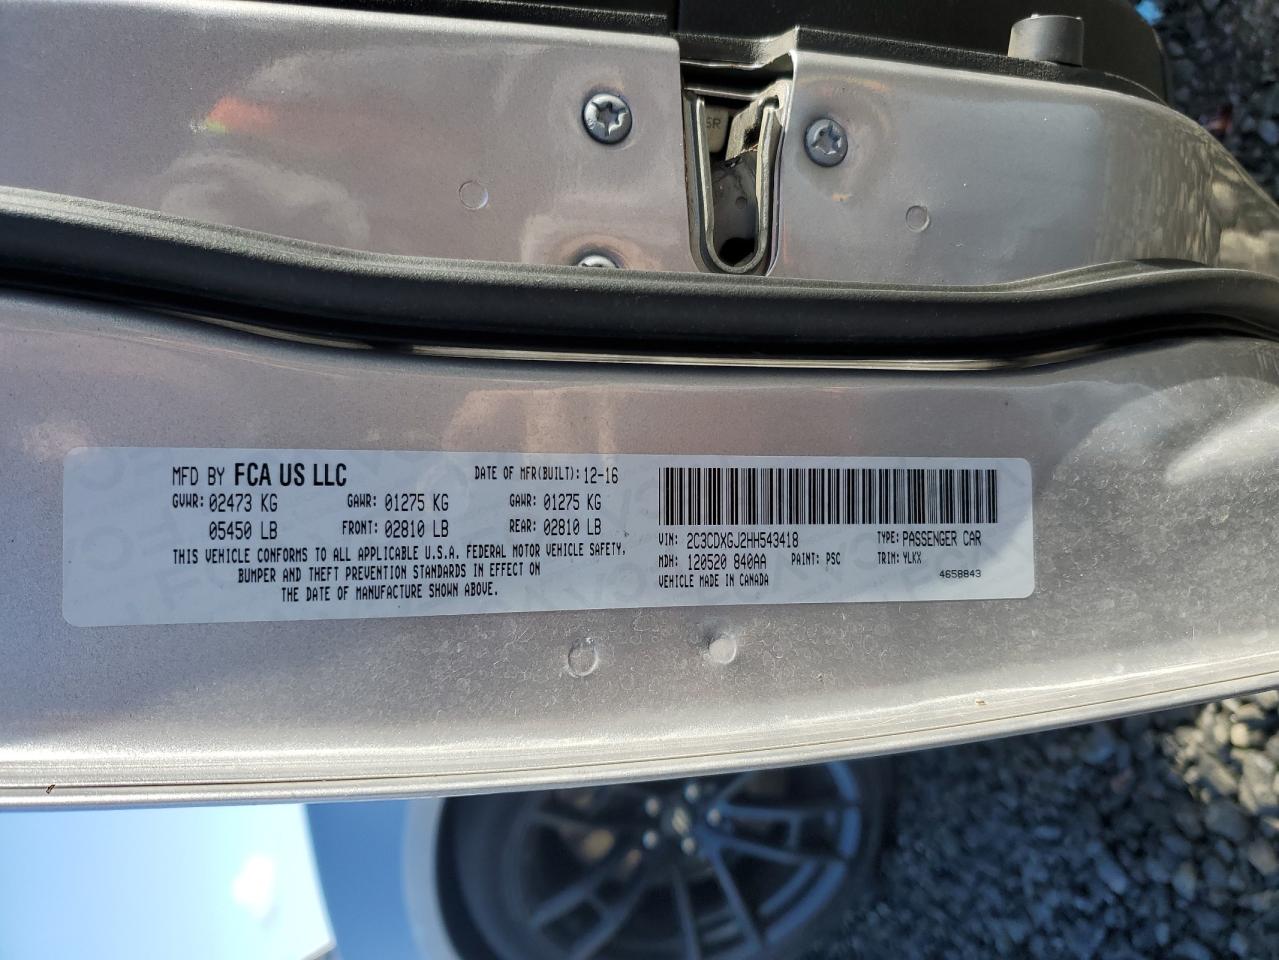 SR
MFD BY FCA US LLC DATE OF MFR(BUILT): 12-16
GVWR: 02473 KG GAWR: 01275 KG GAWR: 01275 KG
05450 LB FRONT: 02810 LB REAR: 02810 LB
THIS VEHICLE CONFORMS TO ALL APPLICABLE U.S.A. FEDERAL MOTOR VEHICLE SAFETY,
BUMPER AND THEFT PREVENTION STANDARDS IN EFFECT ON
THE DATE OF MANUFACTURE SHOWN ABOVE.
VIN: 2C3CDXGJ2HH543418 TYPE: PASSENGER CAR
MDH: 120520 840AA PAINT: PSC TRIM: YLKX
VEHICLE MADE IN CANADA 4658843